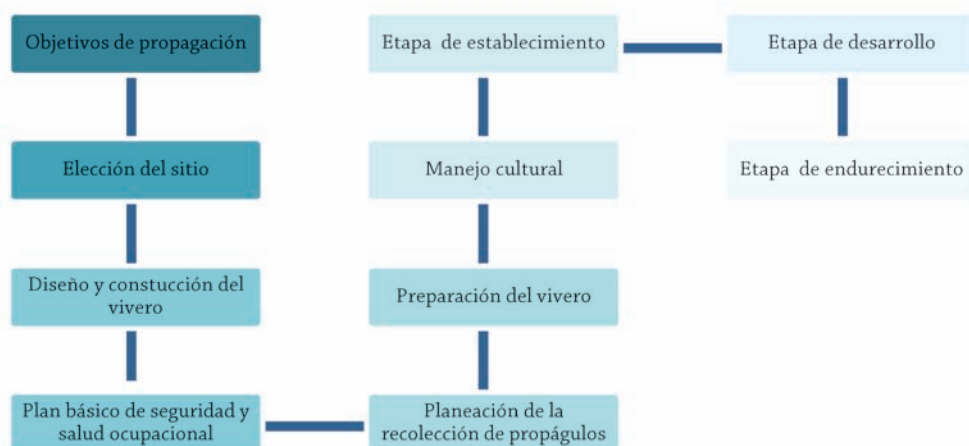 Objetivos de propagación
Elección del sitio
Diseño y constucción del
vivero
Plan básico de seguridad y
salud ocupacional
Planeación de la
recolección de propágulos
Preparación del vivero
Manejo cultural
Etapa de establecimiento
Etapa de desarrollo
Etapa de endurecimiento